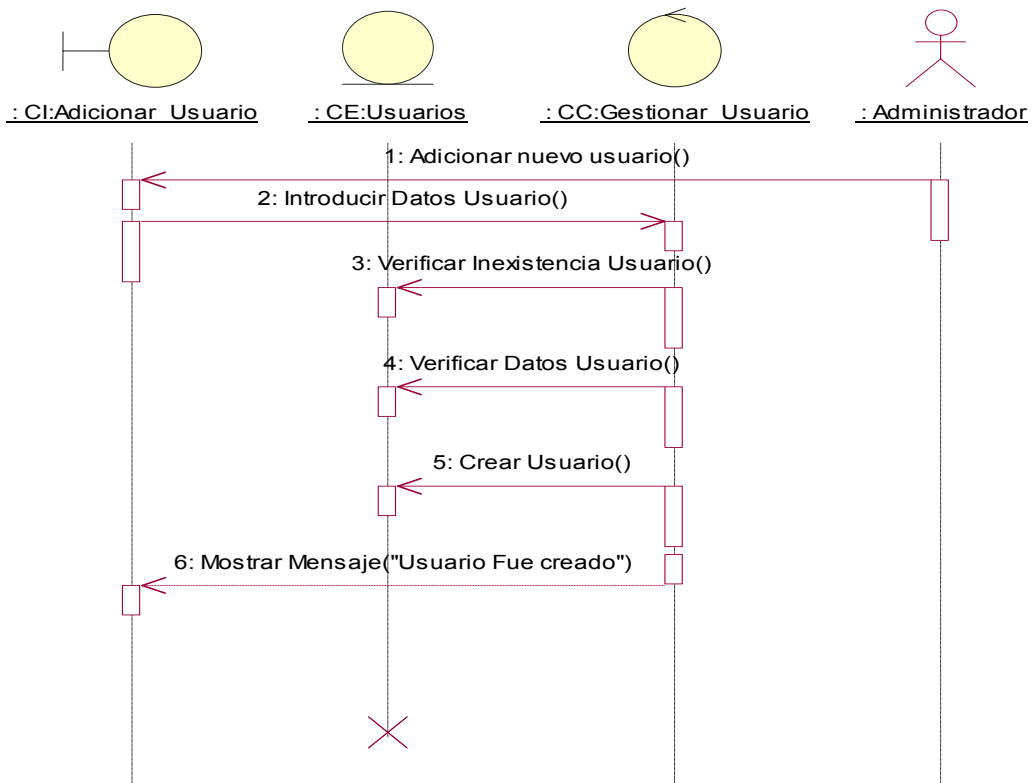 : CI:Adicionar_Usuario
: CE:Usuarios
: CC:Gestionar_Usuario
: Administrador
1: Adicionar nuevo usuario()
2: Introducir Datos Usuario()
3: Verificar Inexistencia Usuario()
4: Verificar Datos Usuario()
5: Crear Usuario()
6: Mostrar Mensaje("Usuario Fue creado")